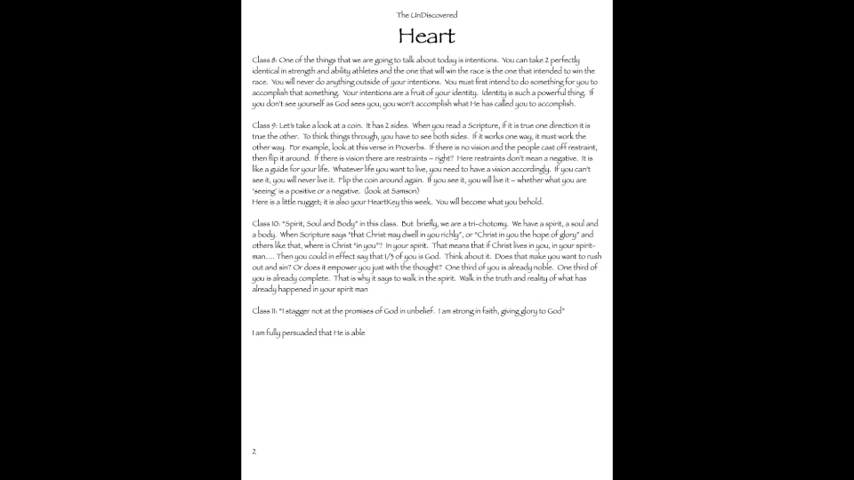 The UnDiscovered
Heart
Class 8: One of the things that we are going to talk about today is intentions. You can take 2 perfectly
identical in strength and ability athletes and the one that will win the race is the one that intended to win the
race. You will never do anything outside of your intentions. You must first intend to do something for you to
accomplish that something. Your intentions are a fruit of your identity. Identity is such a powerful thing. If
you don't see yourself as God sees you, you won't accomplish what He has called you to accomplish.
Class 9: Let's take a look at a coin. It has 2 sides. When you read a Scripture, if it is true one direction it is
true the other. To think things through, you have to see both sides. If it works one way, it must work the
other way. For example, look at this verse in Proverbs. If there is no vision and the people cast off restraint,
then flip it around. If there is vision there are restraints – right? Here restraints don't mean a negative. It is
like a guide for your life. Whatever life you want to live, you need to have a vision accordingly. If you can't
see it, you will never live it. Flip the coin around again. If you see it, you will live it – whether what you are
'seeing' is a positive or a negative. (look at Samson)
Here is a little nugget; it is also your HeartKey this week. You will become what you behold.
Class 10: "Spirit, Soul and Body" in this class. But briefly, we are a tri-chotomy. We have a spirit, a soul and
a body. When Scripture says "that Christ may dwell in you richly", or "Christ in you the hope of glory" and
others like that, where is Christ "in you"? In your spirit. That means that if Christ lives in you, in your spirit-
man.... Then you could in effect say that 1/3 of you is God. Think about it. Does that make you want to rush
out and sin? Or does it empower you just with the thought? One third of you is already noble. One third of
you is already complete. That is why it says to walk in the spirit. Walk in the truth and reality of what has
already happened in your spirit man
Class 11: "I stagger not at the promises of God in unbelief. I am strong in faith, giving glory to God"
I am fully persuaded that He is able
2